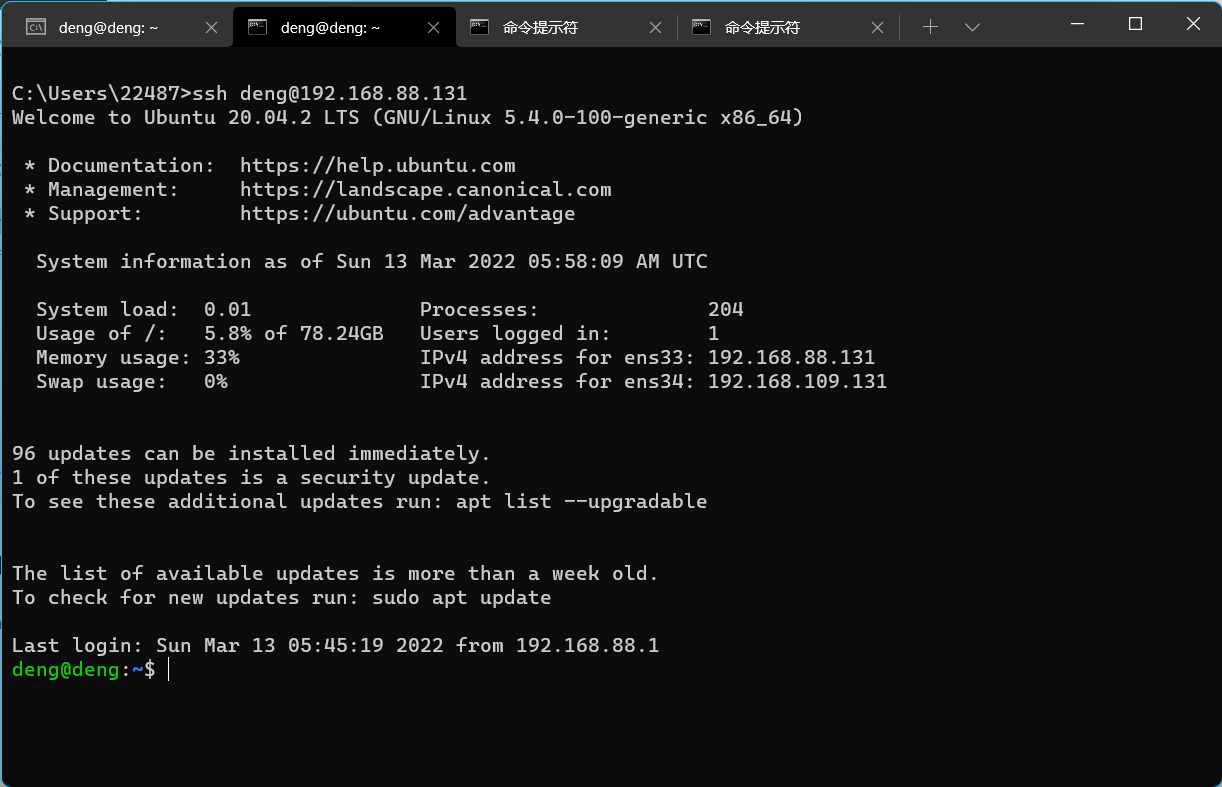 deng@deng: ~
deng@deng: ~
命令提示符
命令提示符
C:\Users\22487>ssh deng@192.168.88.131
Welcome to Ubuntu 20.04.2 LTS (GNU/Linux 5.4.0-100-generic x86_64)
* Documentation:  https://help.ubuntu.com
* Management:     https://landscape.canonical.com
* Support:        https://ubuntu.com/advantage
System information as of Sun 13 Mar 2022 05:58:09 AM UTC
System load:  0.01              Processes:              204
Usage of /:   5.8% of 78.24GB   Users logged in:        1
Memory usage: 33%               IPv4 address for ens33: 192.168.88.131
Swap usage:   0%                IPv4 address for ens34: 192.168.109.131
96 updates can be installed immediately.
1 of these updates is a security update.
To see these additional updates run: apt list --upgradable
The list of available updates is more than a week old.
To check for new updates run: sudo apt update
Last login: Sun Mar 13 05:45:19 2022 from 192.168.88.1
deng@deng:~$